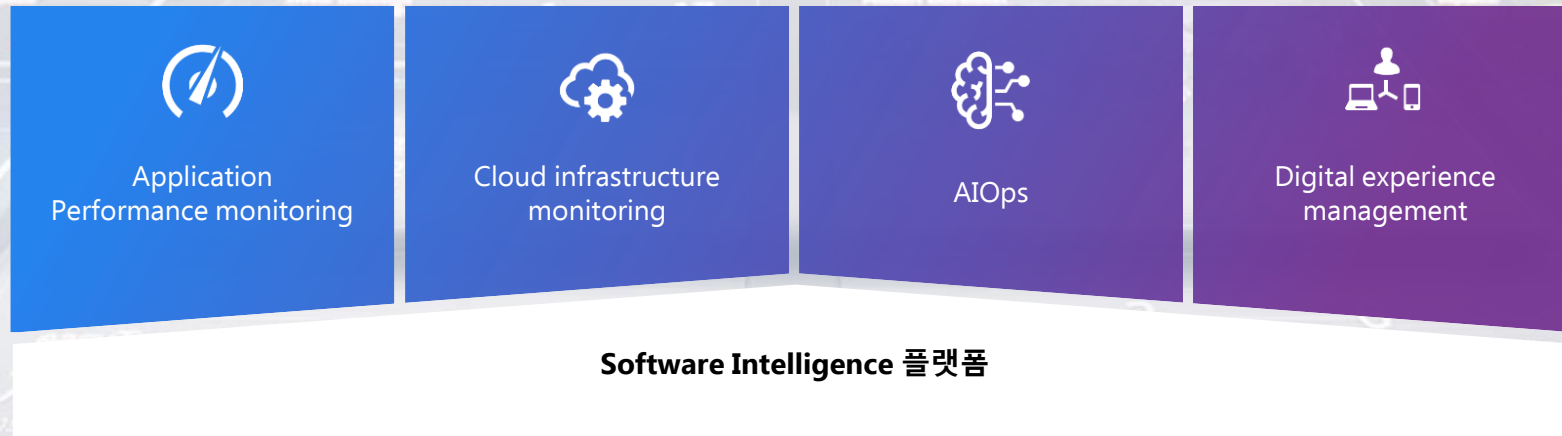 Application
Performance monitoring
Cloud infrastructure
monitoring
AIOps
Digital experience
management
Software Intelligence 플랫폼